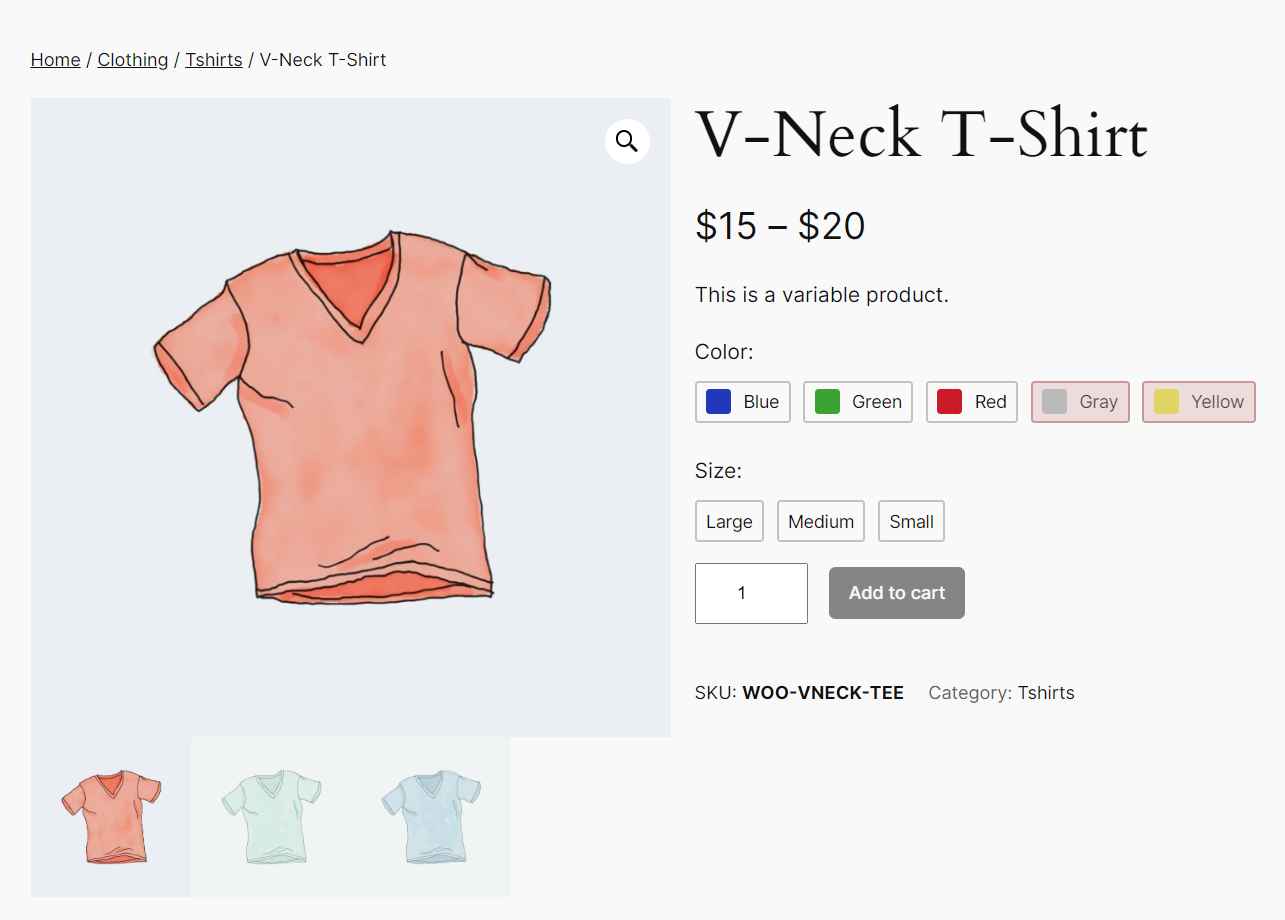 Home / Clothing / Tshirts / V-Neck T-Shirt
V-Neck T-Shirt
$15 – $20
This is a variable product.
Color:
Blue Green Red Gray Yellow
Size:
Large Medium Small
1 Add to cart
SKU: WOO-VNECK-TEE Category: Tshirts